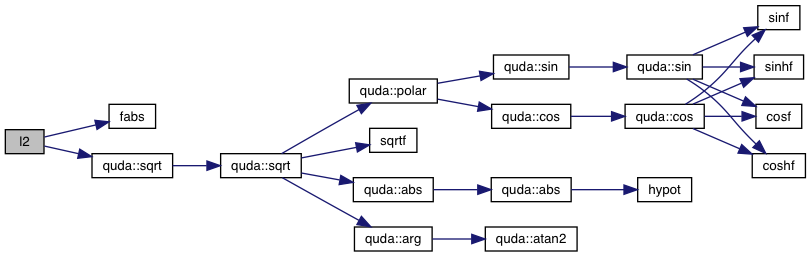 l2
fabs
quda::sqrt
quda::sqrt
quda::polar
sqrtf
quda::abs
quda::arg
quda::sin
quda::cos
quda::abs
quda::atan2
quda::sin
quda::cos
hypot
sinf
sinhf
cosf
coshf